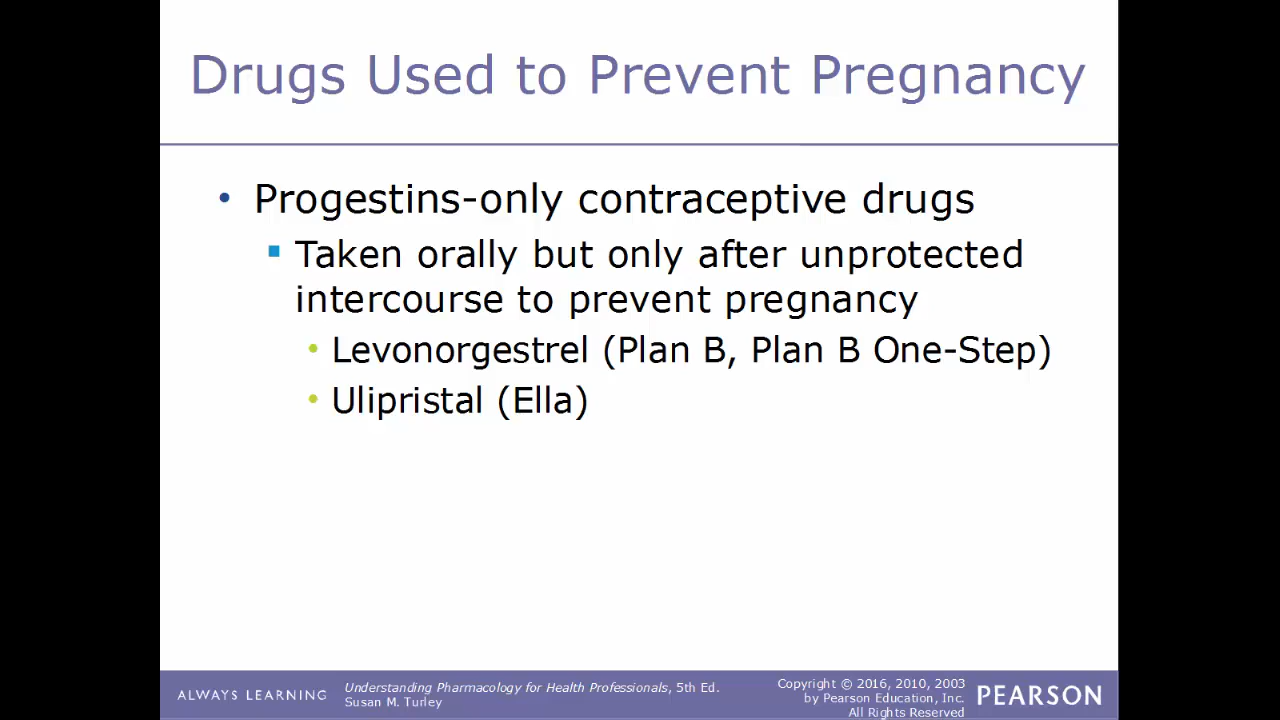 Drugs Used to Prevent Pregnancy
• Progestins-only contraceptive drugs
▪ Taken orally but only after unprotected
intercourse to prevent pregnancy
• Levonorgestrel (Plan B, Plan B One-Step)
• Ulipristal (Ella)
ALWAYS LEARNING
Understanding Pharmacology for Health Professionals, 5th Ed.
Susan M. Turley
Copyright © 2016, 2010, 2003
by Pearson Education, Inc.
All Rights Reserved
PEARSON